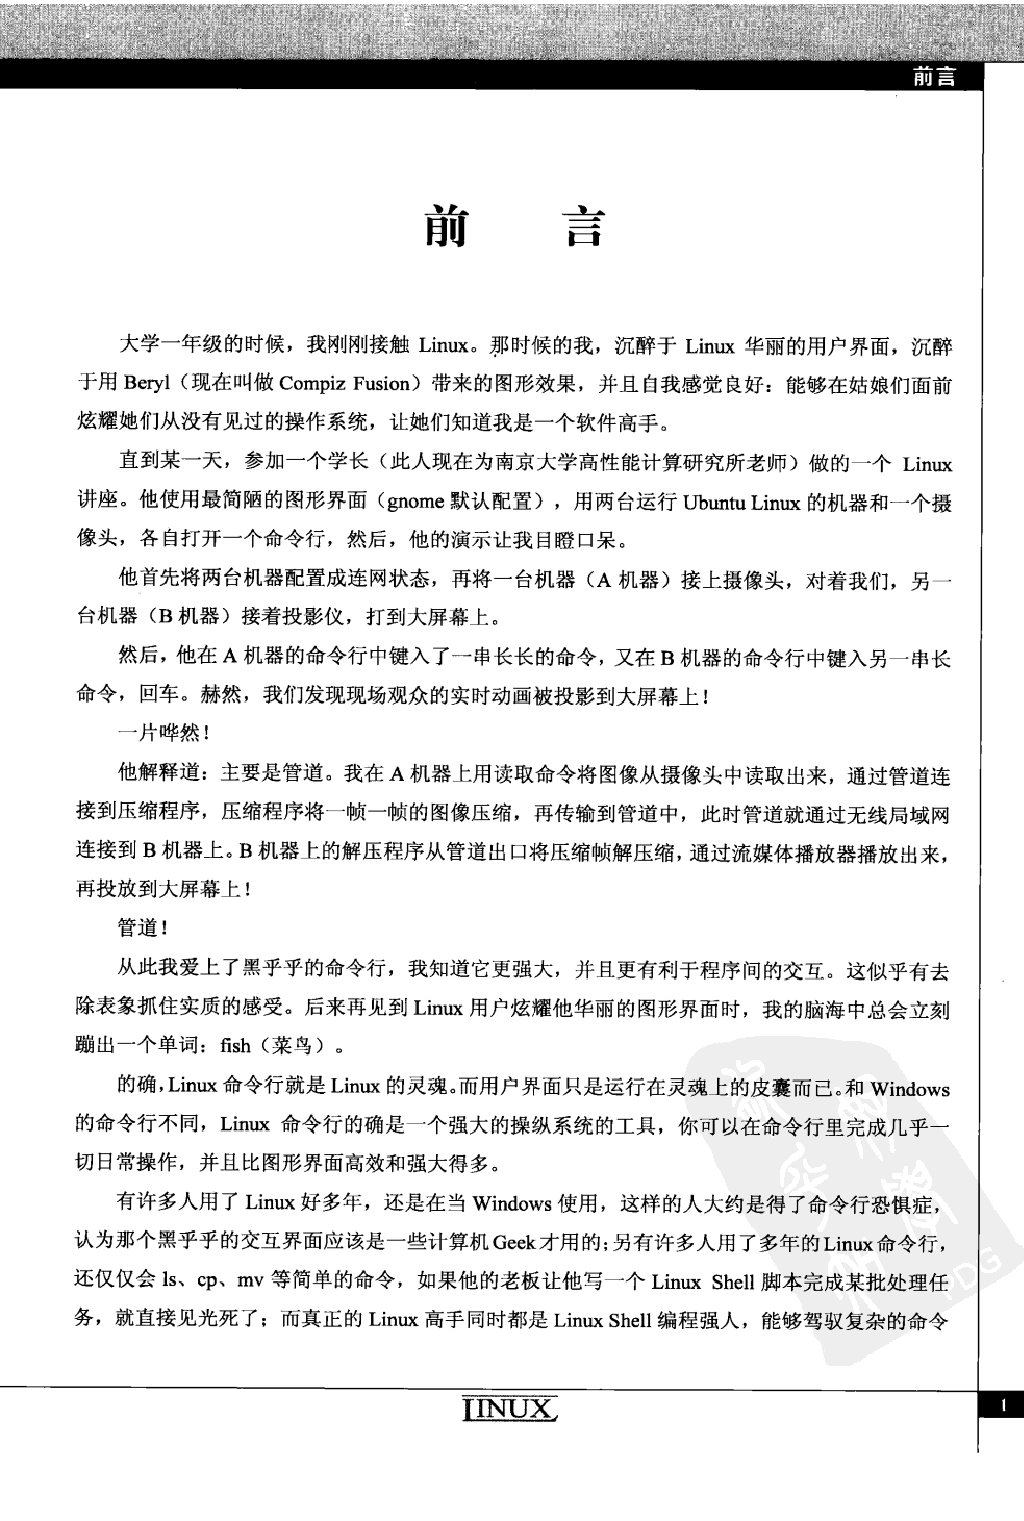 前言
前 言
大学一年级的时候，我刚刚接触 Linux。那时候的我，沉醉于 Linux 华丽的用户界面，沉醉
于用 Beryl（现在叫做 Compiz Fusion）带来的图形效果，并且自我感觉良好：能够在姑娘们面前
炫耀她们从没有见过的操作系统，让她们知道我是一个软件高手。
直到某一天，参加一个学长（此人现在为南京大学高性能计算研究所老师）做的一个 Linux
讲座。他使用最简陋的图形界面（gnome 默认配置），用两台运行 Ubuntu Linux 的机器和一个摄
像头，各自打开一个命令行，然后，他的演示让我目瞪口呆。
他首先将两台机器配置成连网状态，再将一台机器（A 机器）接上摄像头，对着我们，另一
台机器（B 机器）接着投影仪，打到大屏幕上。
然后，他在 A 机器的命令行中键入了一串长长的命令，又在 B 机器的命令行中键入另一串长
命令，回车。赫然，我们发现现场观众的实时动画被投影到大屏幕上！
一片哗然！
他解释道：主要是管道。我在 A 机器上用读取命令将图像从摄像头中读取出来，通过管道连
接到压缩程序，压缩程序将一帧一帧的图像压缩，再传输到管道中，此时管道就通过无线局域网
连接到 B 机器上。B 机器上的解压程序从管道出口将压缩帧解压缩，通过流媒体播放器播放出来，
再投放到大屏幕上！
管道！
从此我爱上了黑乎乎的命令行，我知道它更强大，并且更有利于程序间的交互。这似乎有去
除表象抓住实质的感受。后来再见到 Linux 用户炫耀他华丽的图形界面时，我的脑海中总会立刻
蹦出一个单词：fish（菜鸟）。
的确，Linux 命令行就是 Linux 的灵魂。而用户界面只是运行在灵魂上的皮囊而已。和 Windows
的命令行不同，Linux 命令行的确是一个强大的操纵系统的工具，你可以在命令行里完成几乎一
切日常操作，并且比图形界面高效和强大得多。
有许多人用了 Linux 好多年，还是在当 Windows 使用，这样的人大约是得了命令行恐惧症，
认为那个黑乎乎的交互界面应该是一些计算机 Geek 才用的；另有许多人用了多年的 Linux 命令行，
还仅仅会 ls、cp、mv 等简单的命令，如果他的老板让他写一个 Linux Shell 脚本完成某批处理任
务，就直接见光死了；而真正的 Linux 高手同时都是 Linux Shell 编程强人，能够驾驭复杂的命令
PDG
LINUX
1